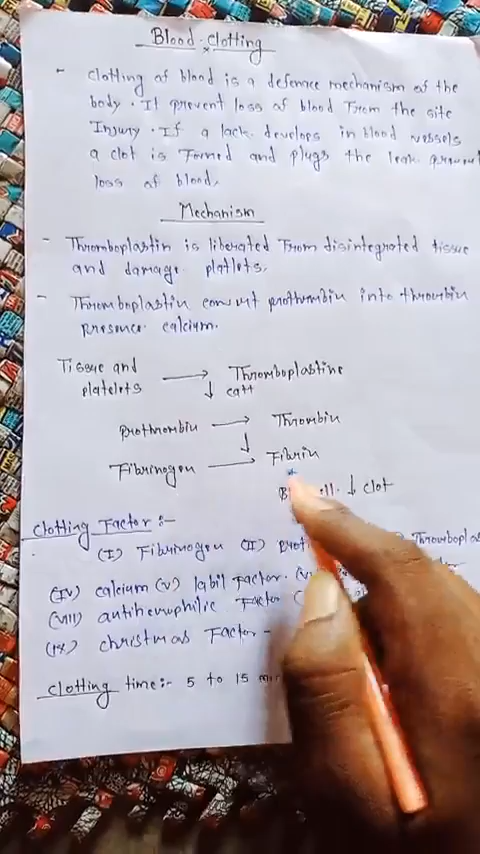 Blood Clotting
- Clotting of blood is a defence mechanism of the
body. It prevent loss of blood From the site
Injury. If a lack develops in blood vessels
a clot is Formed and plugs the leak
loss of blood,
Mechanism
- Thromboplastin is liberated From disintegrated tissue
and damage platlets.
- Thromboplastin convert prothrombin into thrombin
presence calcium.
Tissue and platelets → Thromboplastine
↓ ca++
prothrombin → Thrombin
↓
Fibrinogen → Fibrin
↓ clot
Clotting Factor :-
(I) Fibrinogen (II)
(IV) calcium (V) labil Factor.
(VIII) antihemophilic Factor
(IX) christmas Factor -
Clotting time :- 5 to 15